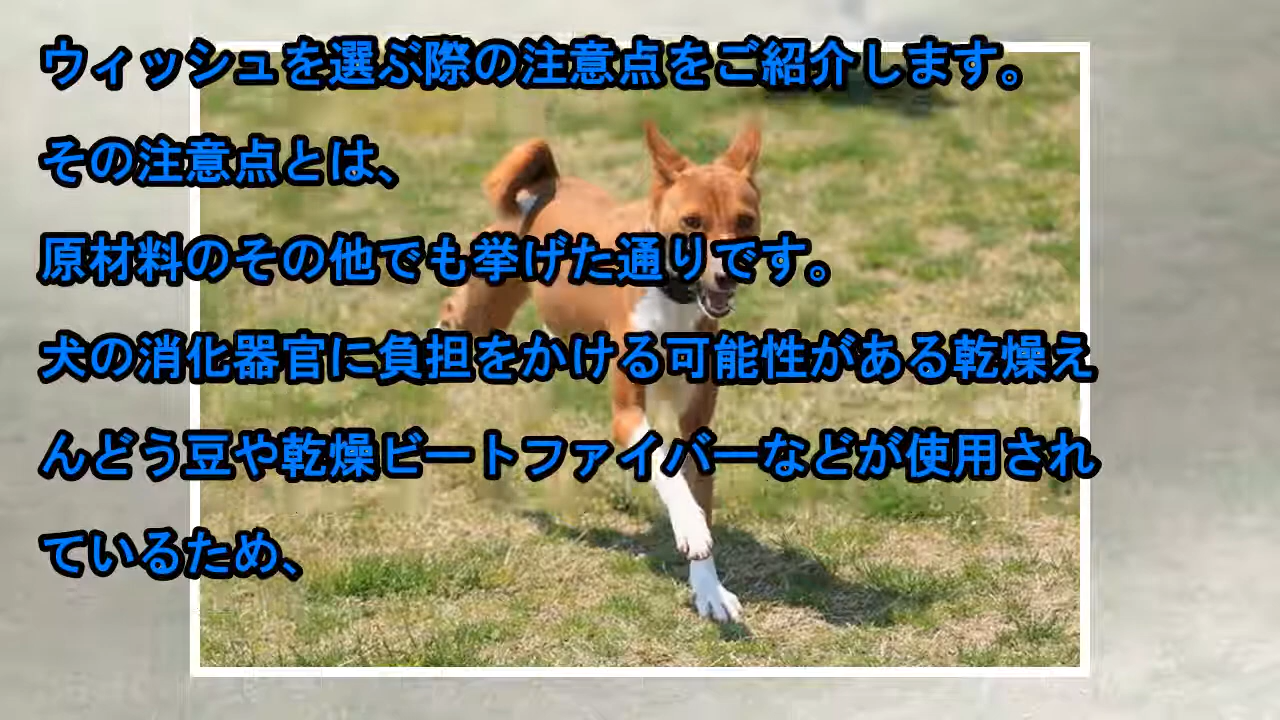 ウィッシュを選ぶ際の注意点をご紹介します。
その注意点とは、
原材料のその他でも挙げた通りです。
犬の消化器官に負担をかける可能性がある乾燥え
んどう豆や乾燥ビートファイバーなどが使用され
ているため、